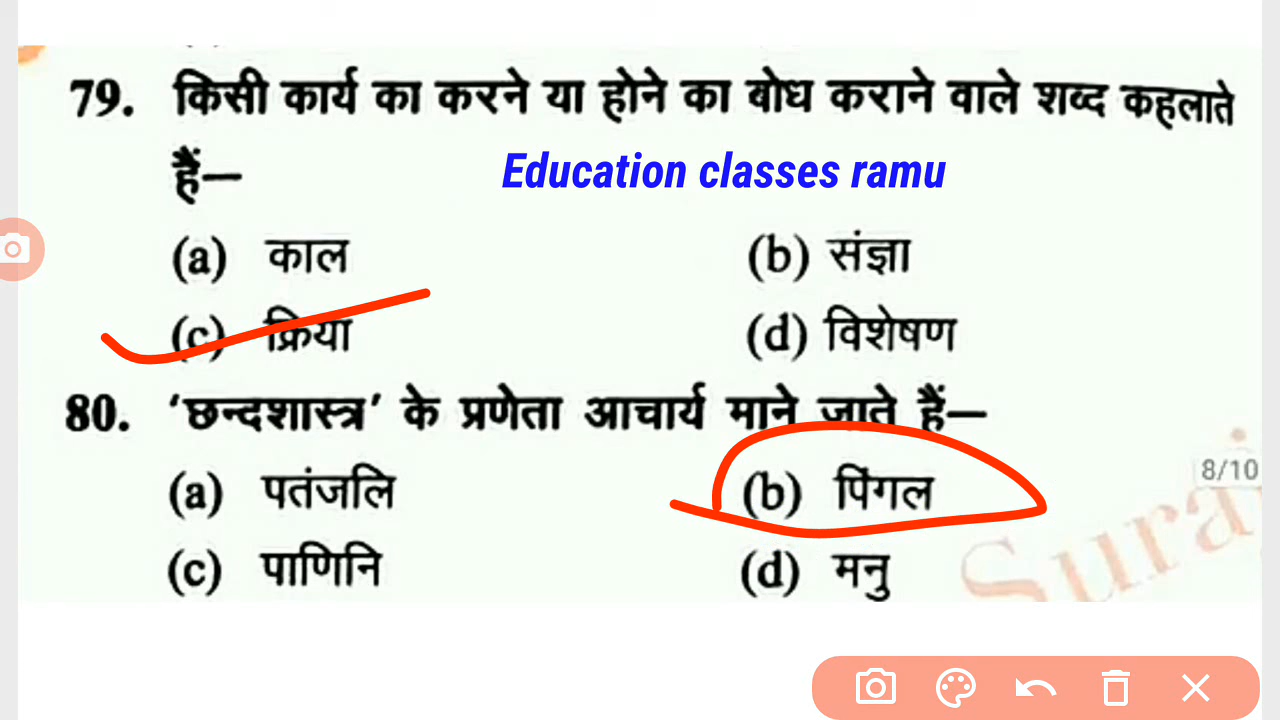 79. किसी कार्य का करने या होने का बोध कराने वाले शब्द कहलाते
हैं—
Education classes ramu
(a) काल
(b) संज्ञा
(c) क्रिया
(d) विशेषण
80. ‘छन्दशास्त्र’ के प्रणेता आचार्य माने जाते हैं—
(a) पतंजलि
(b) पिंगल
8/10
(c) पाणिनि
(d) मनु
Suraj